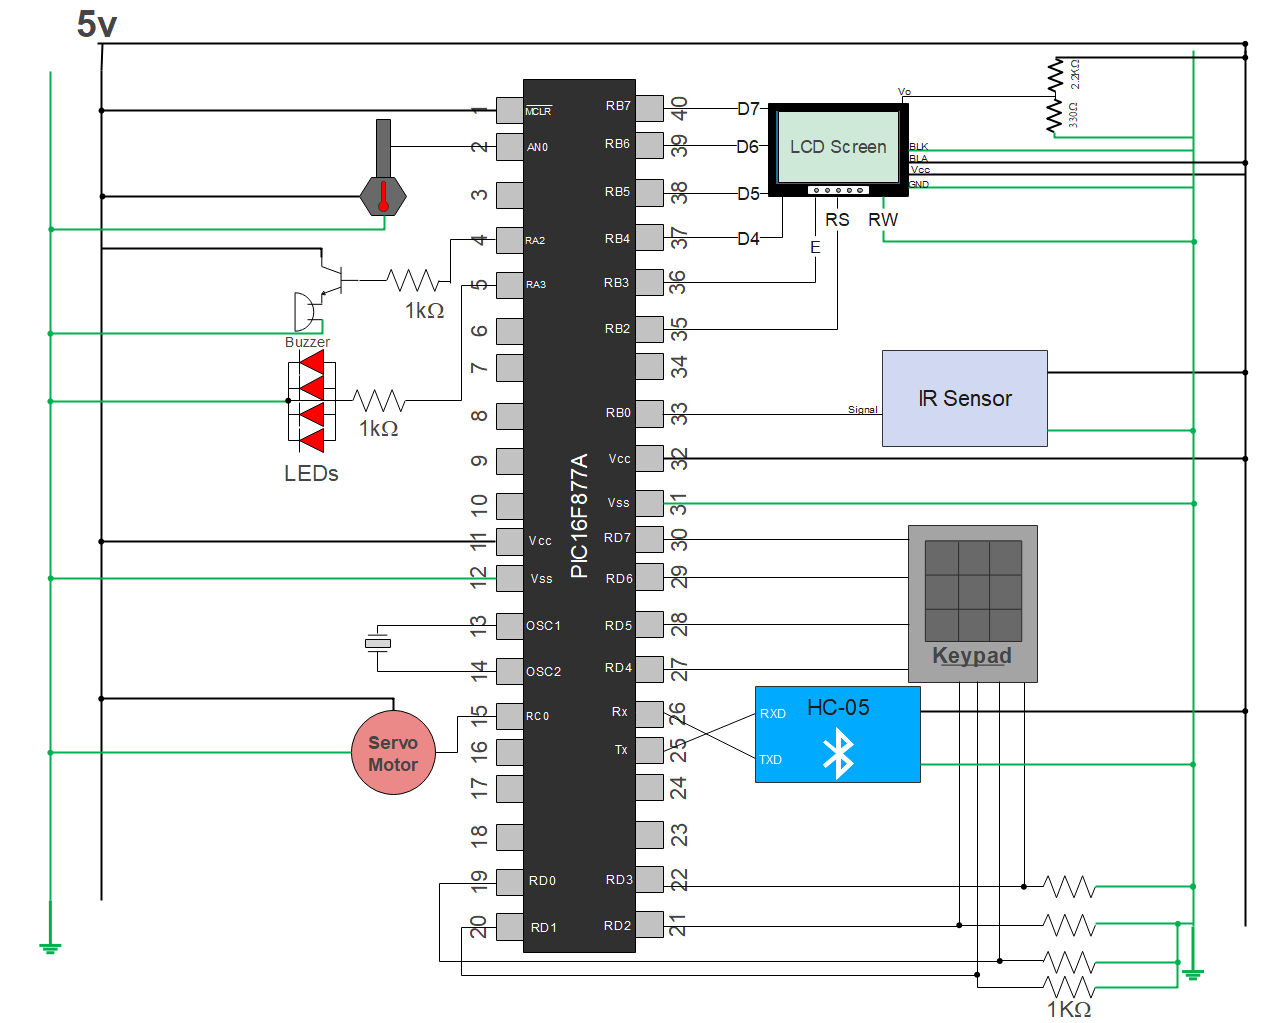 5v
1
MCLR
RB7
40
D7
2
AN0
RB6
39
D6
3
RB5
38
D5
4
RA2
RB4
37
D4
5
RA3
RB3
36
E
6
RB2
35
RS
RW
7
34
8
RB0
33
Signal
9
Vcc
32
10
Vss
31
11
Vcc
RD7
30
12
Vss
RD6
29
13
OSC1
RD5
28
14
OSC2
RD4
27
15
RC0
Rx
26
16
Tx
25
17
24
18
23
19
RD0
RD3
22
20
RD1
RD2
21
PIC16F877A
LCD Screen
Vo
BLK
BLA
Vcc
GND
2.2KΩ
330Ω
1kΩ
Buzzer
1kΩ
LEDs
IR Sensor
Keypad
HC-05
RXD
TXD
Servo
Motor
1KΩ